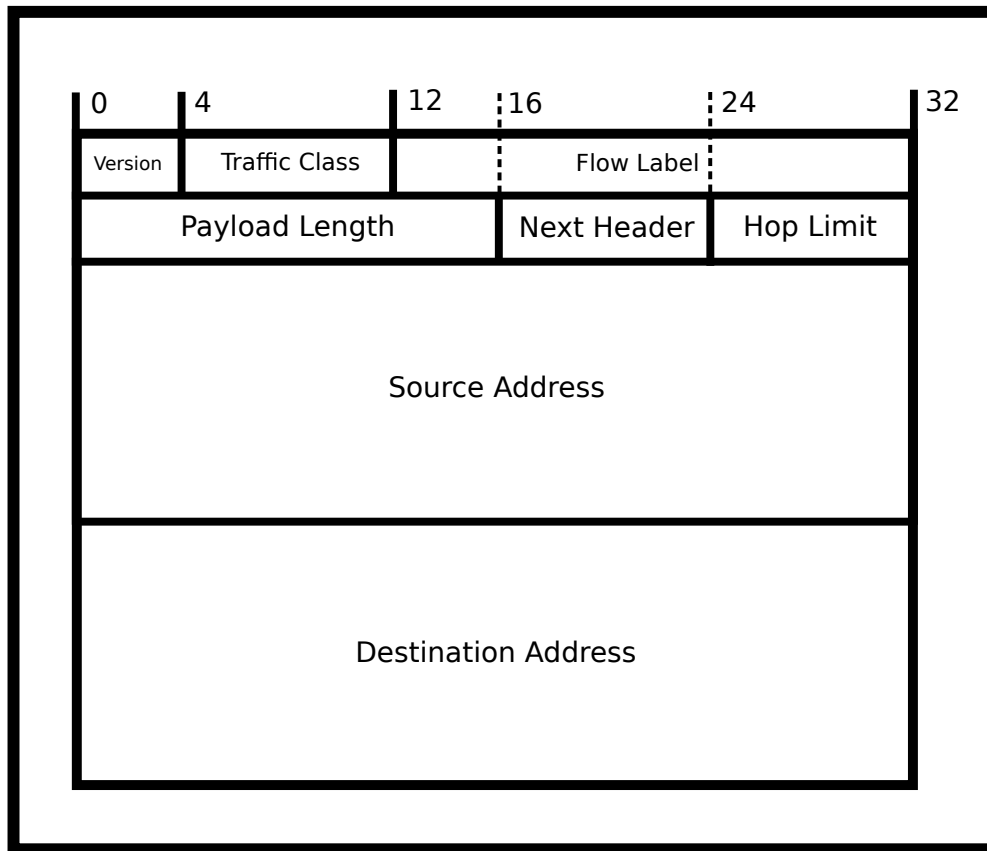 0 4 12 16 24 32
Version Traffic Class Flow Label
Payload Length Next Header Hop Limit
Source Address
Destination Address